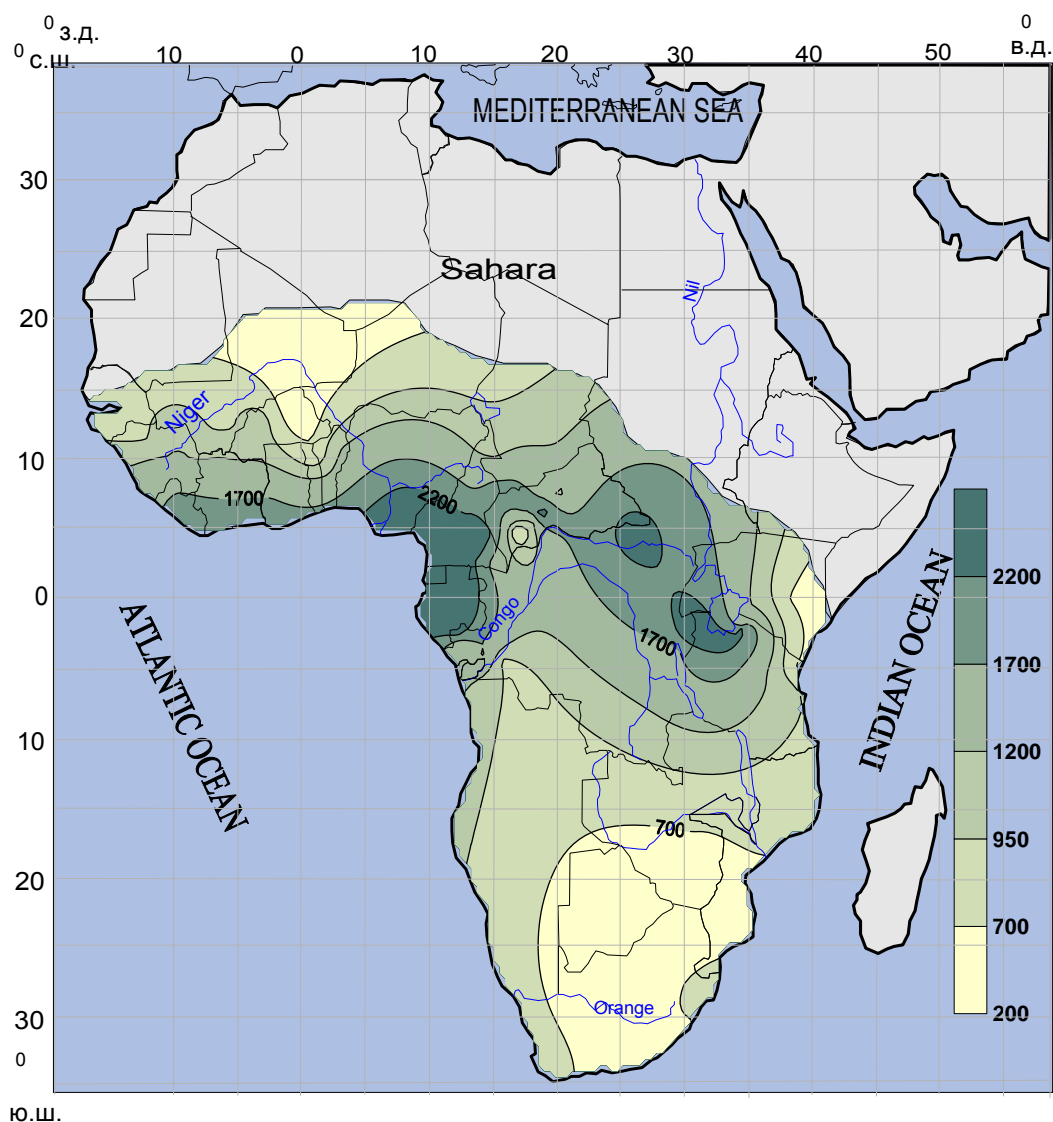 0 з.д.
0
в.д.
0 с.ш.
10 0 10 20 30 40 50
MEDITERRANEAN SEA
30
Sahara
Nil
20
Niger
10
1700
2200
2200
0
Congo
1700
1700
ATLANTIC OCEAN
INDIAN OCEAN
10
1200
700
950
20
700
Orange
30
200
0
ю.ш.